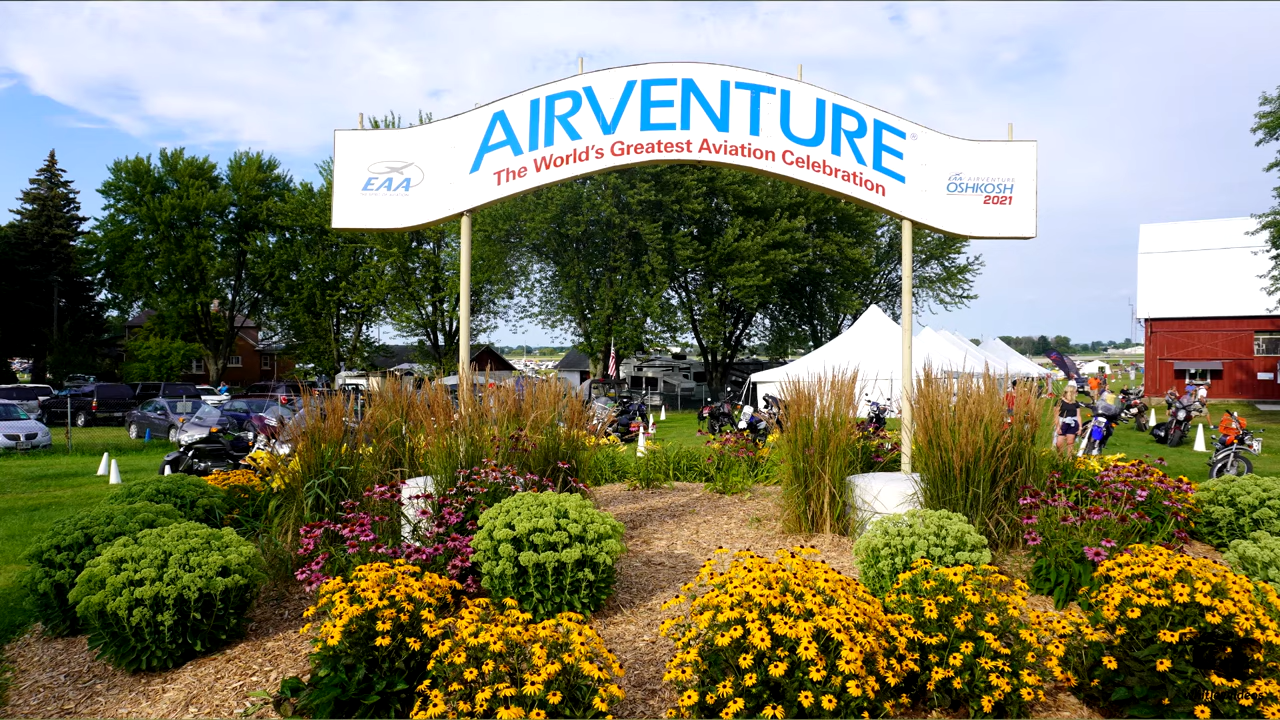 AIRVENTURE®
The World's Greatest Aviation Celebration
EAA
EAA AIRVENTURE
OSHKOSH
2021